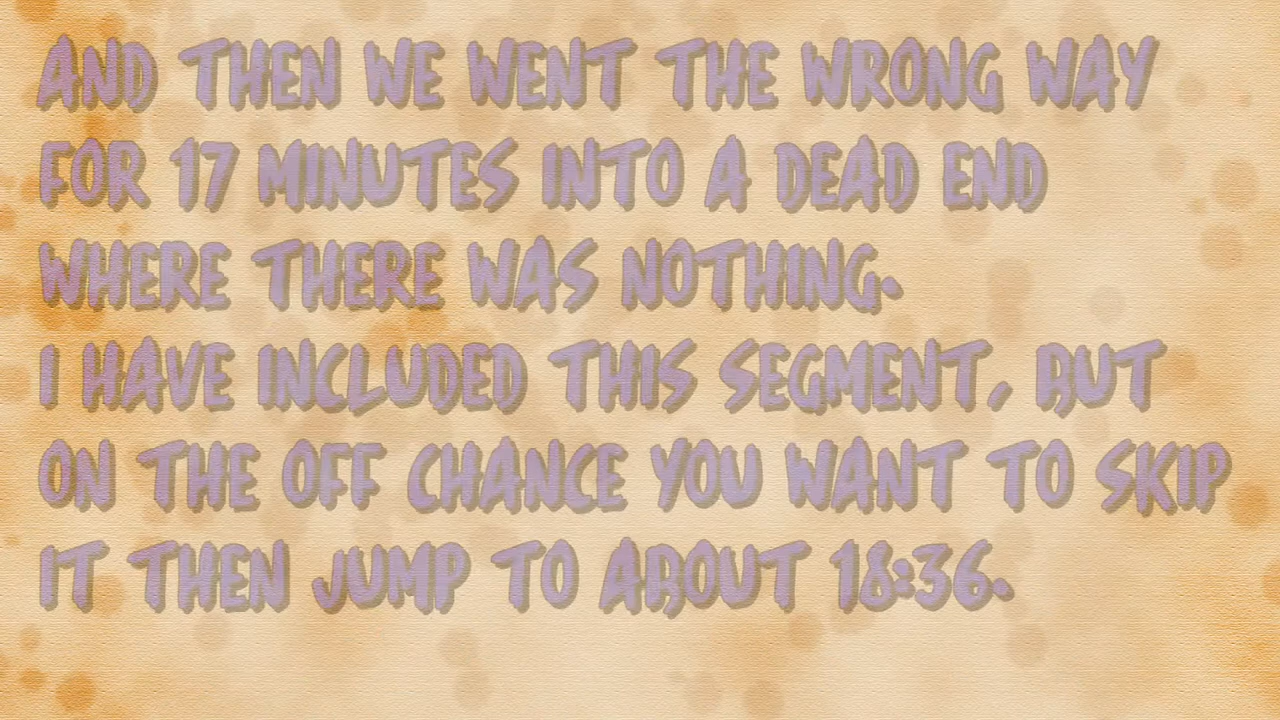 AND THEN WE WENT THE WRONG WAY
FOR 17 MINUTES INTO A DEAD END
WHERE THERE WAS NOTHING.
I HAVE INCLUDED THIS SEGMENT, BUT
ON THE OFF CHANCE YOU WANT TO SKIP
IT THEN JUMP TO ABOUT 18:36.